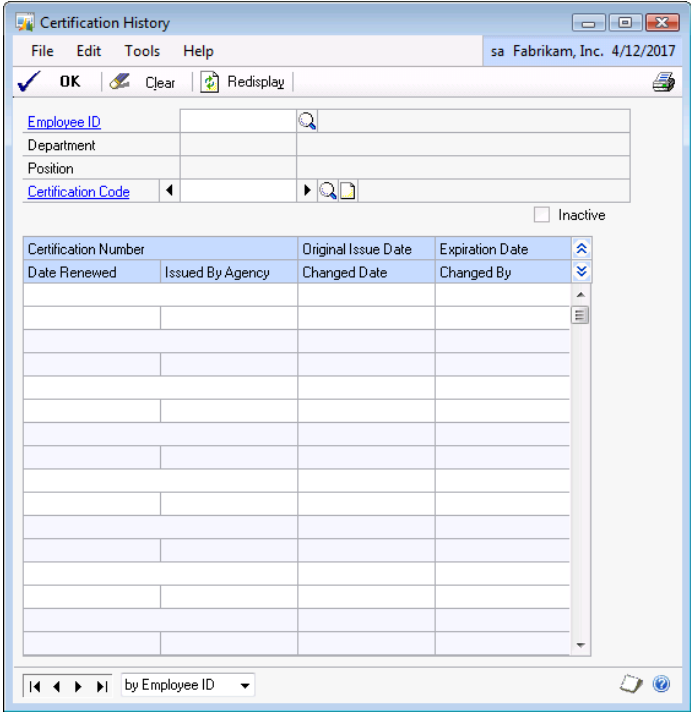 Certification History
File Edit Tools Help sa Fabrikam, Inc. 4/12/2017
OK Clear Redisplay
Employee ID
Department
Position
Certification Code
Inactive
Certification Number Original Issue Date Expiration Date
Date Renewed Issued By Agency Changed Date Changed By
by Employee ID